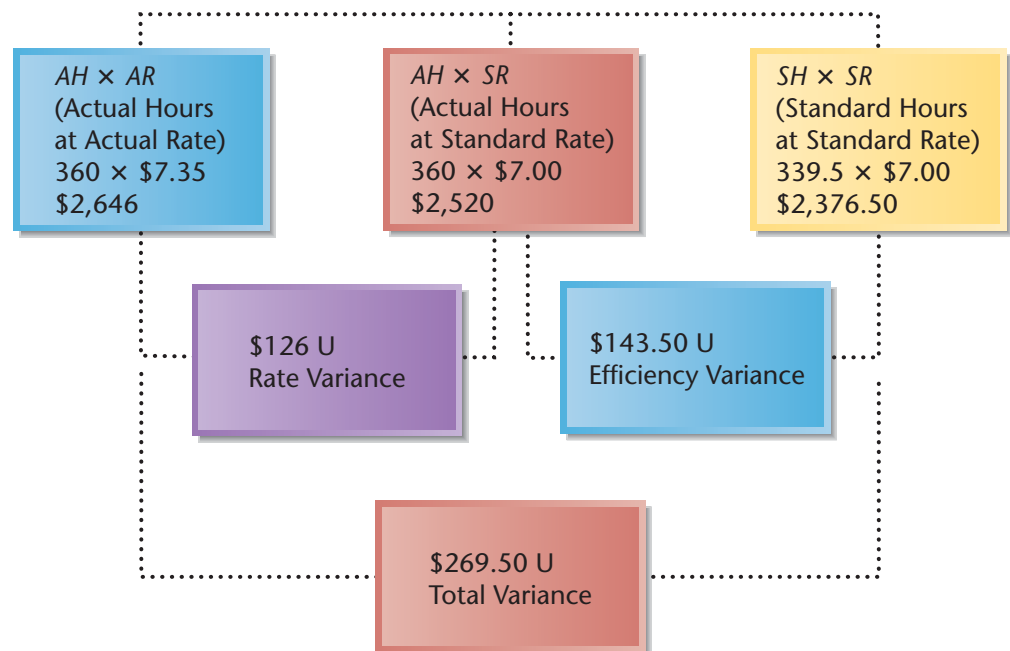 AH × AR
(Actual Hours
at Actual Rate)
360 × $7.35
$2,646
AH × SR
(Actual Hours
at Standard Rate)
360 × $7.00
$2,520
SH × SR
(Standard Hours
at Standard Rate)
339.5 × $7.00
$2,376.50
$126 U
Rate Variance
$143.50 U
Efficiency Variance
$269.50 U
Total Variance